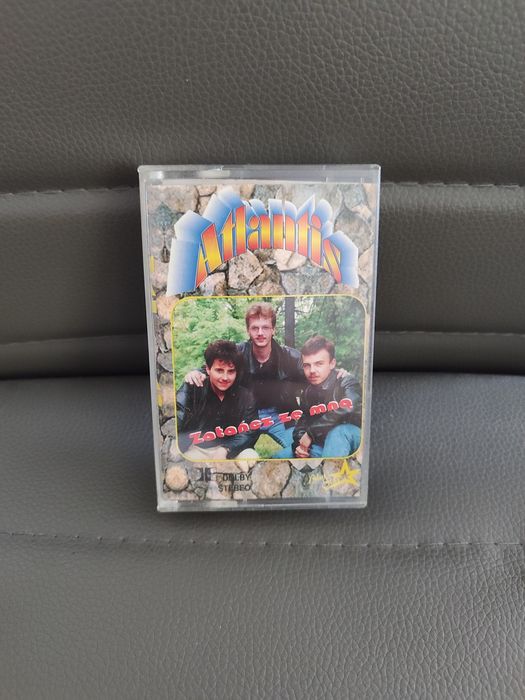 Atlantis
Zatańcz ze mną
DOLBY
STEREO